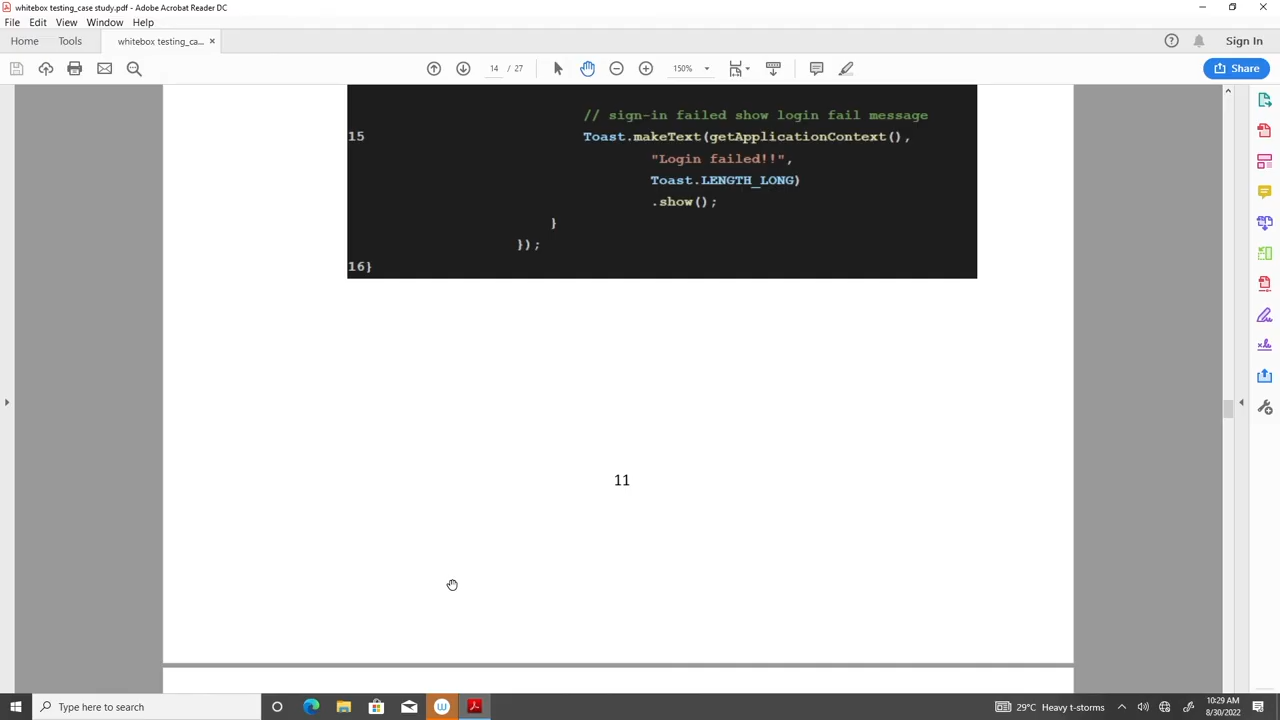 whitebox testing_case study.pdf - Adobe Acrobat Reader DC
File Edit View Window Help
Home Tools whitebox testing_ca... × Sign In
14 / 27 150% Share
// sign-in failed show login fail message
15 Toast.makeText(getApplicationContext(),
"Login failed!!",
Toast.LENGTH_LONG)
.show();
}
});
16}
11
Type here to search
29°C Heavy t-storms 10:29 AM
8/30/2022